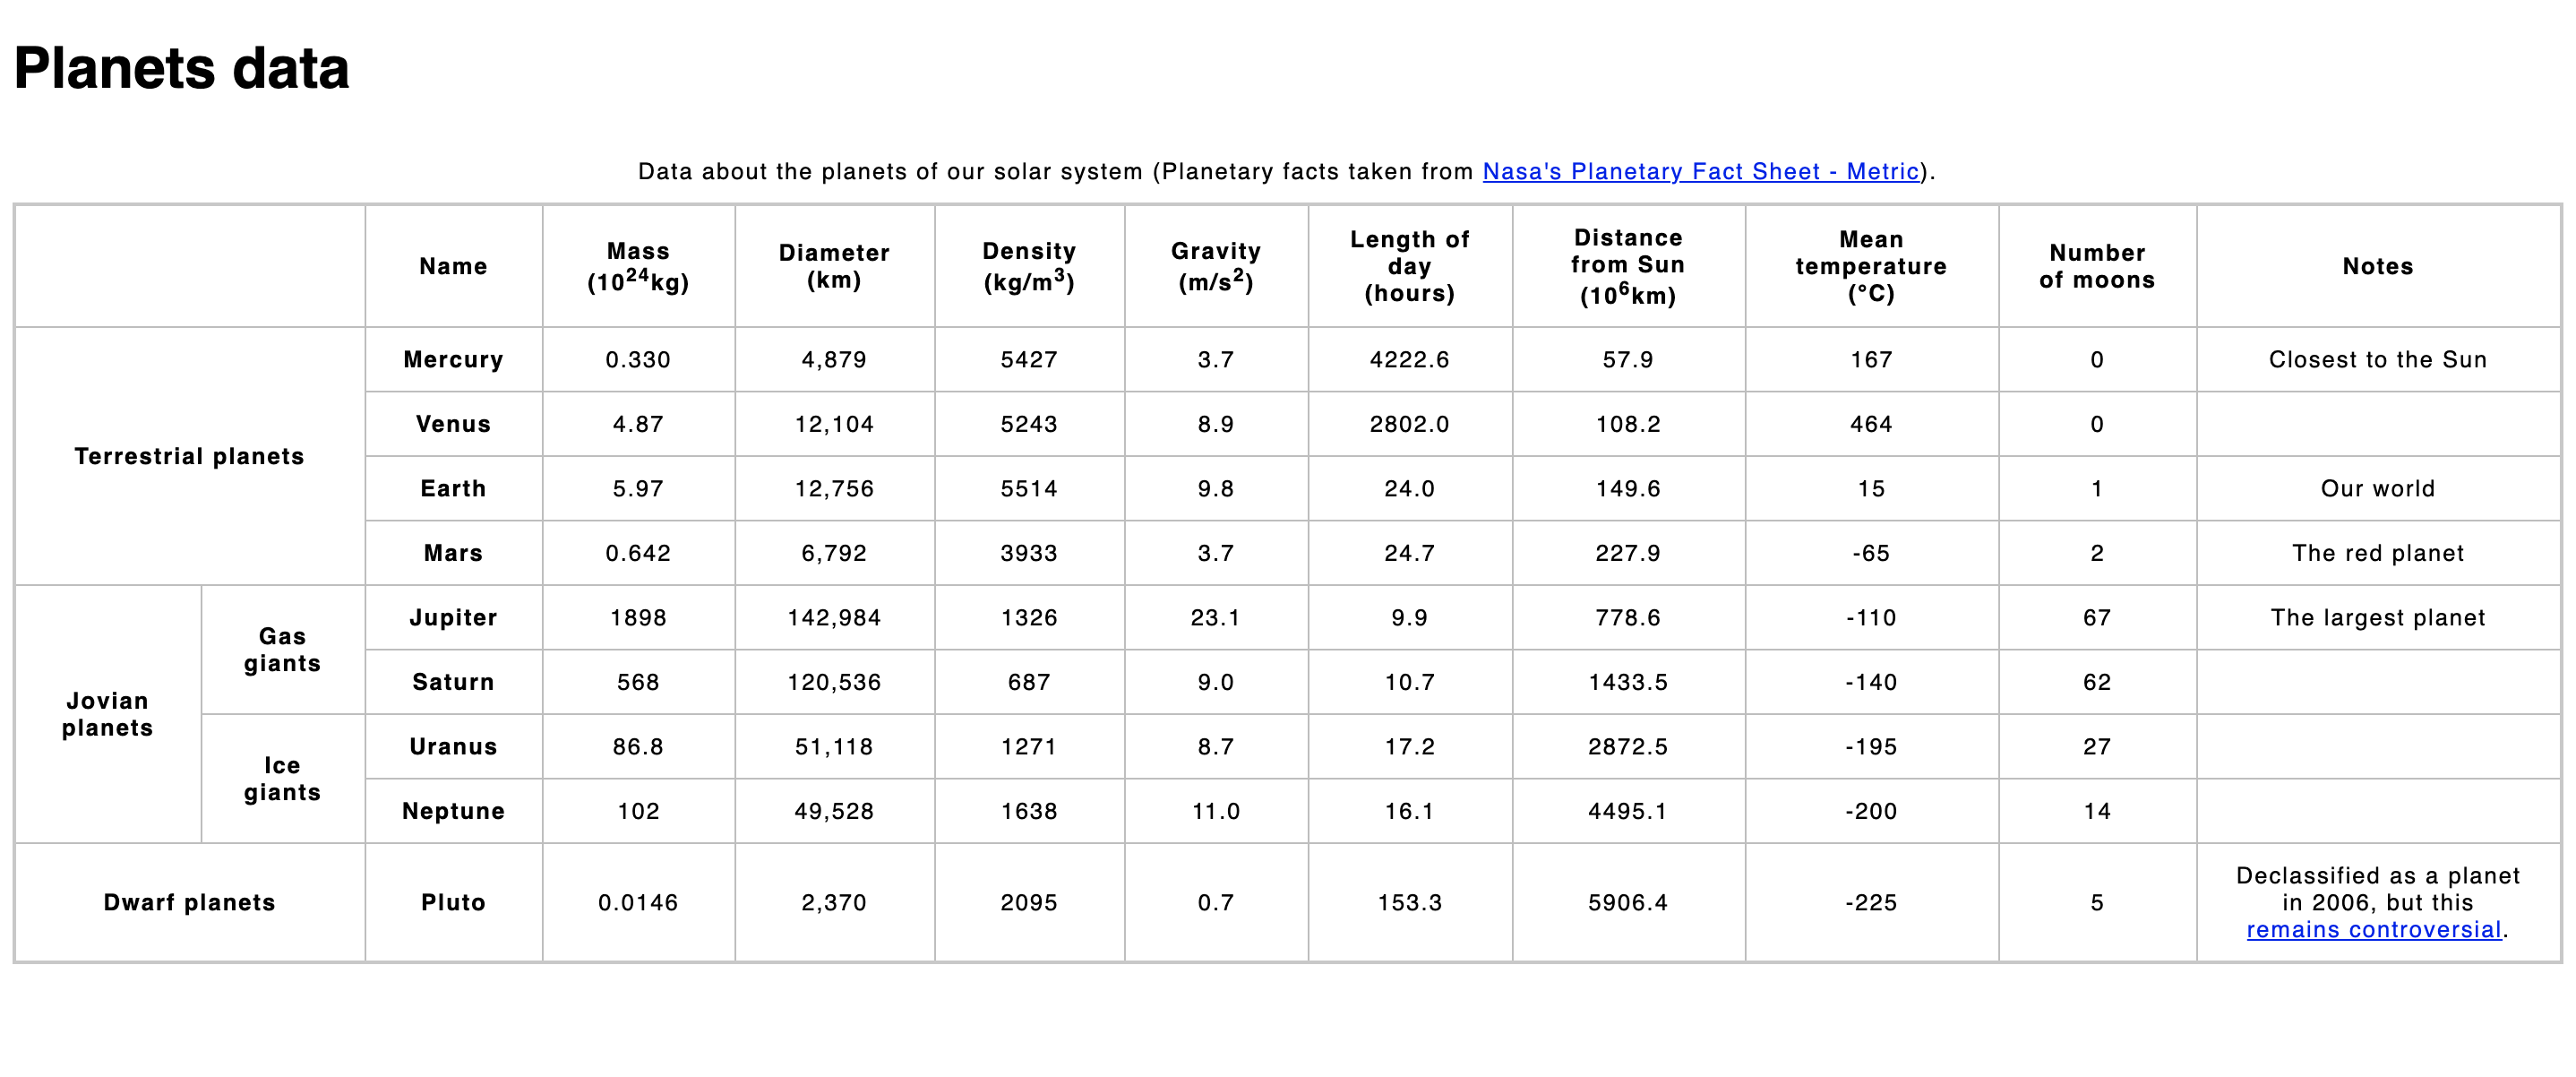 Planets data
Data about the planets of our solar system (Planetary facts taken from Nasa's Planetary Fact Sheet - Metric).
Name Mass (10²⁴kg) Diameter (km) Density (kg/m³) Gravity (m/s²) Length of day (hours) Distance from Sun (10⁶km) Mean temperature (°C) Number of moons Notes
Terrestrial planets
Mercury 0.330 4,879 5427 3.7 4222.6 57.9 167 0 Closest to the Sun
Venus 4.87 12,104 5243 8.9 2802.0 108.2 464 0
Earth 5.97 12,756 5514 9.8 24.0 149.6 15 1 Our world
Mars 0.642 6,792 3933 3.7 24.7 227.9 -65 2 The red planet
Jovian planets
Gas giants
Jupiter 1898 142,984 1326 23.1 9.9 778.6 -110 67 The largest planet
Saturn 568 120,536 687 9.0 10.7 1433.5 -140 62
Ice giants
Uranus 86.8 51,118 1271 8.7 17.2 2872.5 -195 27
Neptune 102 49,528 1638 11.0 16.1 4495.1 -200 14
Dwarf planets
Pluto 0.0146 2,370 2095 0.7 153.3 5906.4 -225 5 Declassified as a planet in 2006, but this remains controversial.